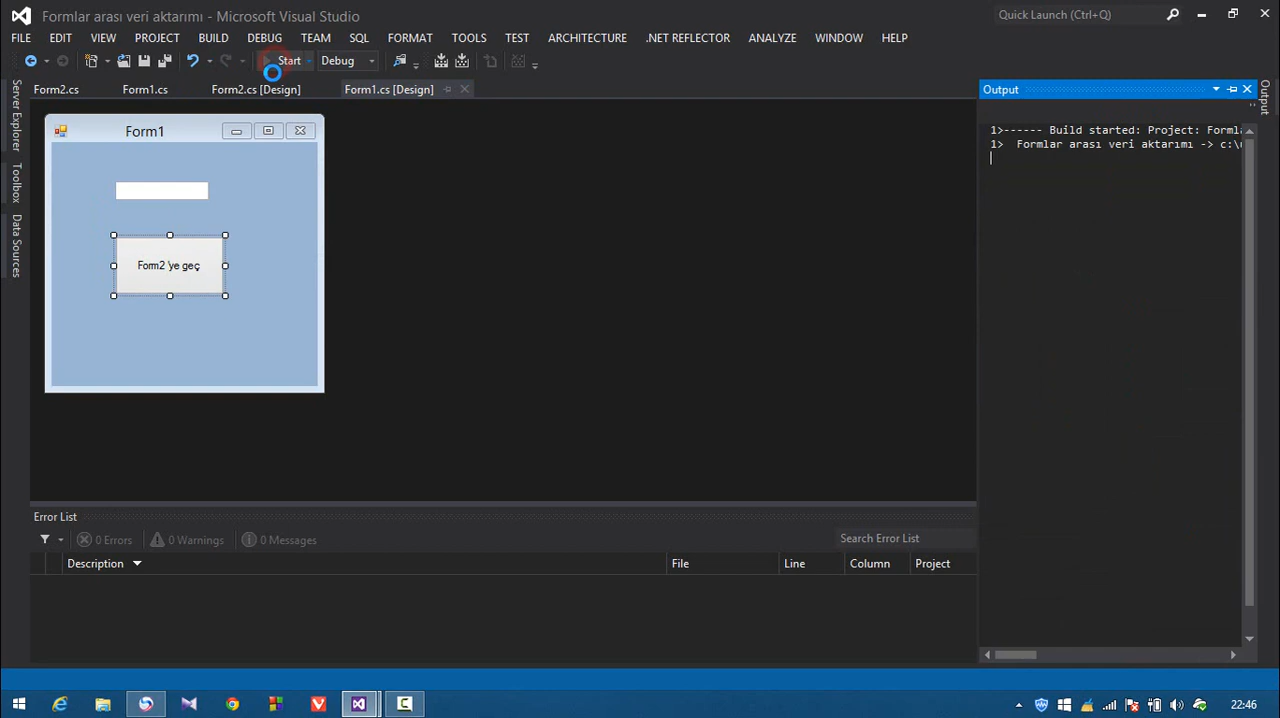 Formlar arası veri aktarımı - Microsoft Visual Studio
Quick Launch (Ctrl+Q)
FILE EDIT VIEW PROJECT BUILD DEBUG TEAM SQL FORMAT TOOLS TEST ARCHITECTURE .NET REFLECTOR ANALYZE WINDOW HELP
Start Debug
Form2.cs Form1.cs Form2.cs [Design] Form1.cs [Design]
Output
Server Explorer
Toolbox
Data Sources
Output
Form1
Form2 'ye geç
1>------ Build started: Project: Formla
1> Formlar arası veri aktarımı -> c:\
Error List
0 Errors 0 Warnings 0 Messages
Search Error List
Description File Line Column Project
22:46